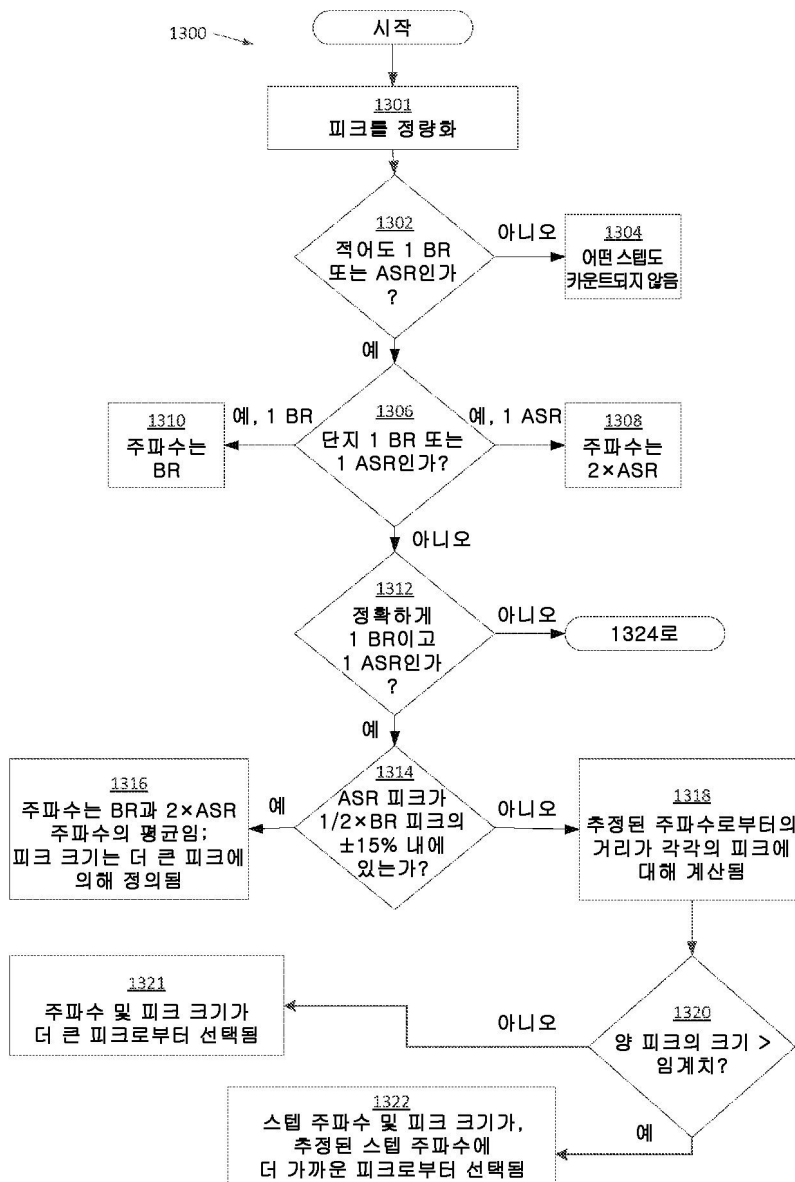 시작
1300
1301
피크를 정량화
1302
적어도 1 BR
또는 ASR인가
?
아니오
1304
어떤 스텝도
카운트되지 않음
예
1306
단지 1 BR 또는
1 ASR인가?
예, 1 BR
1310
주파수는
BR
예, 1 ASR
1308
주파수는
2×ASR
아니오
1312
정확하게
1 BR이고
1 ASR인가
?
아니오
1324로
예
1314
ASR 피크가
1/2×BR 피크의
±15% 내에
있는가?
예
1316
주파수는 BR과 2×ASR
주파수의 평균임;
피크 크기는 더 큰 피크에
의해 정의됨
아니오
1318
추정된 주파수로부터의
거리가 각각의 피크에
대해 계산됨
1320
양 피크의 크기 >
임계치?
아니오
1321
주파수 및 피크 크기가
더 큰 피크로부터 선택됨
예
1322
스텝 주파수 및 피크 크기가,
추정된 스텝 주파수에
더 가까운 피크로부터 선택됨